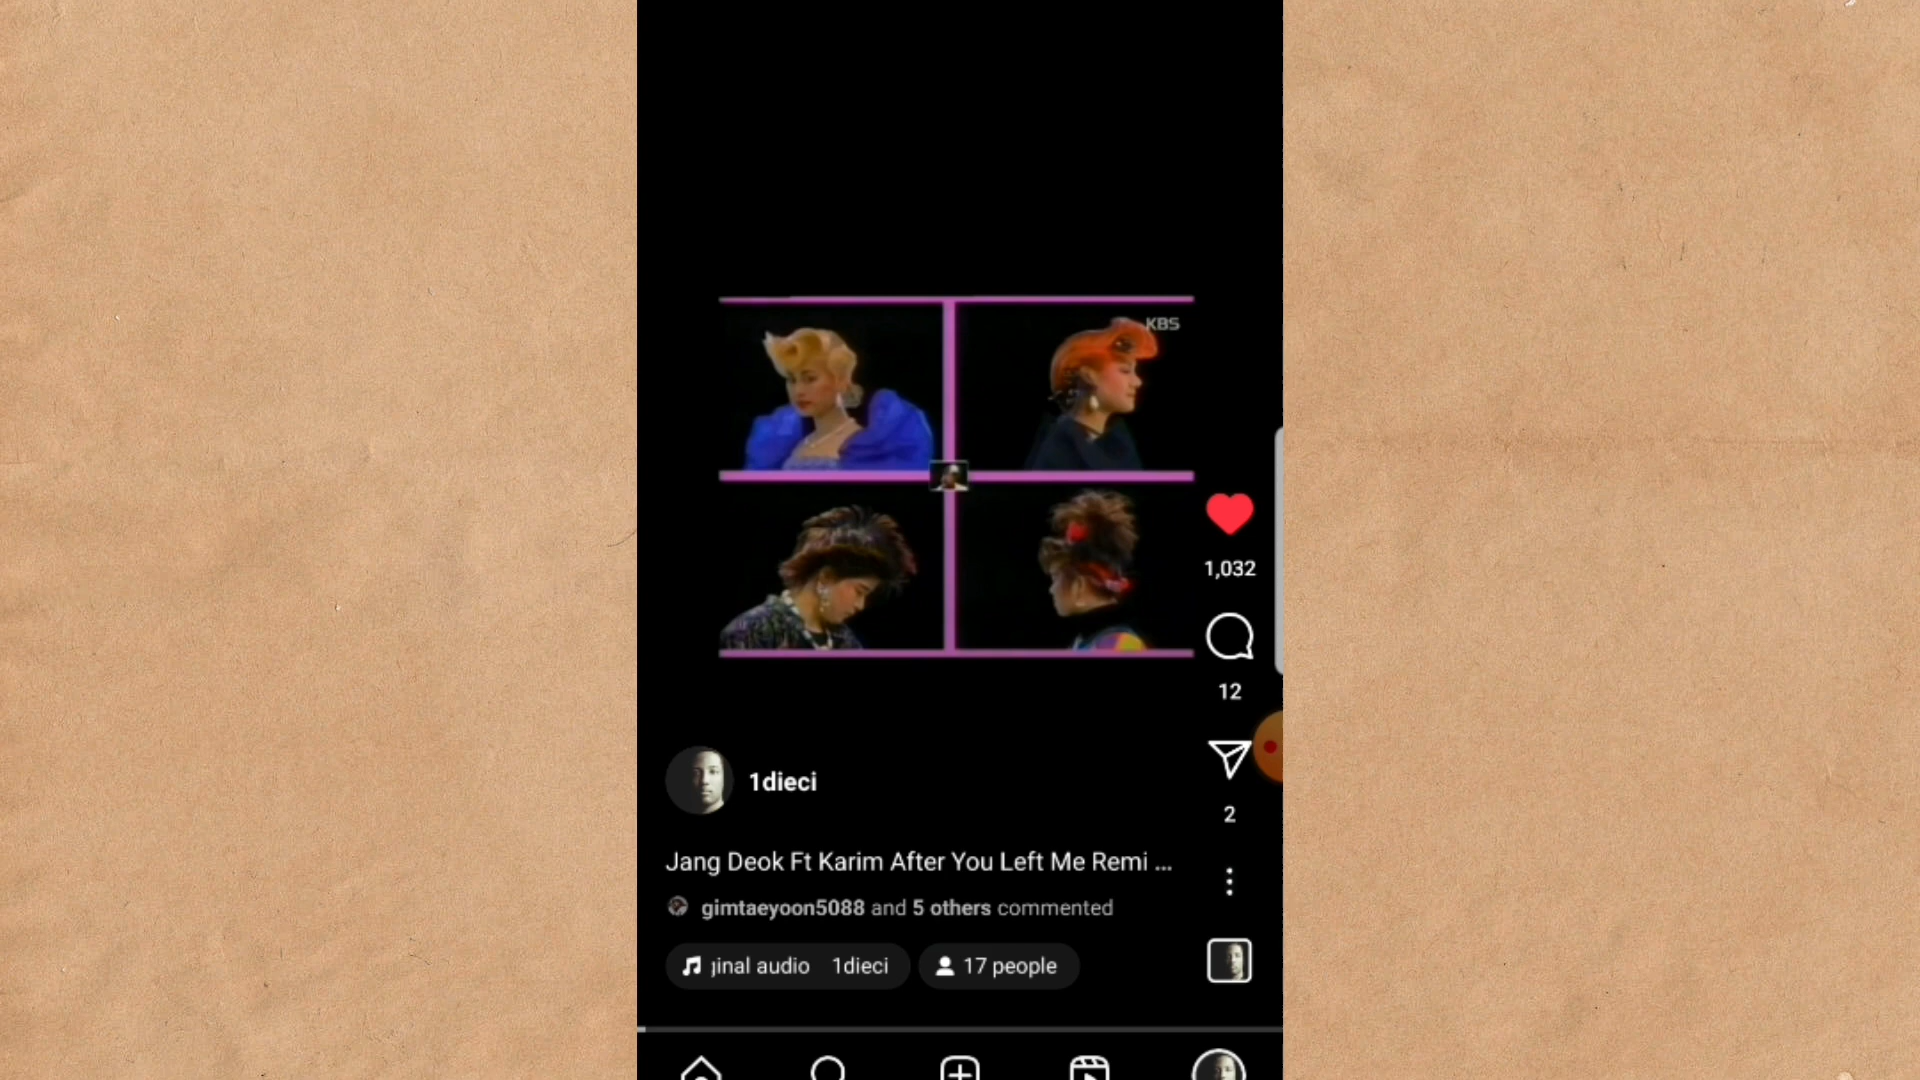 KBS
1,032
12
2
1dieci
Jang Deok Ft Karim After You Left Me Remi ...
gimtaeyoon5088 and 5 others commented
ginal audio 1dieci
17 people